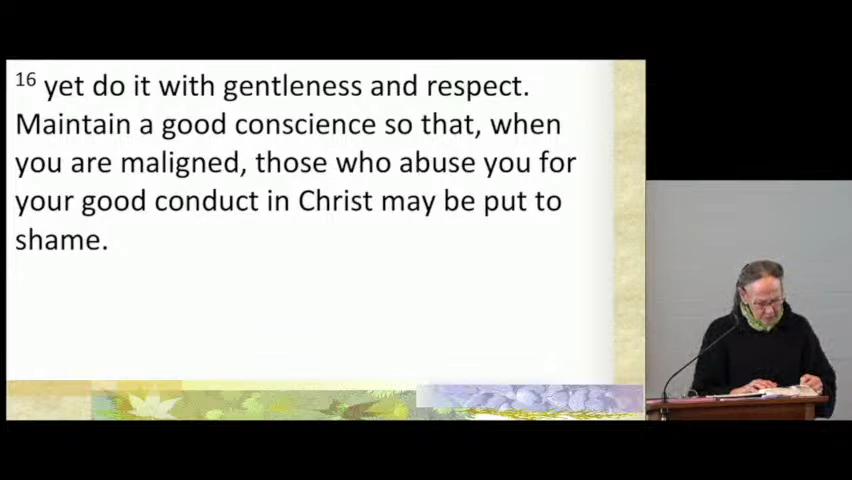 16 yet do it with gentleness and respect.
Maintain a good conscience so that, when
you are maligned, those who abuse you for
your good conduct in Christ may be put to
shame.